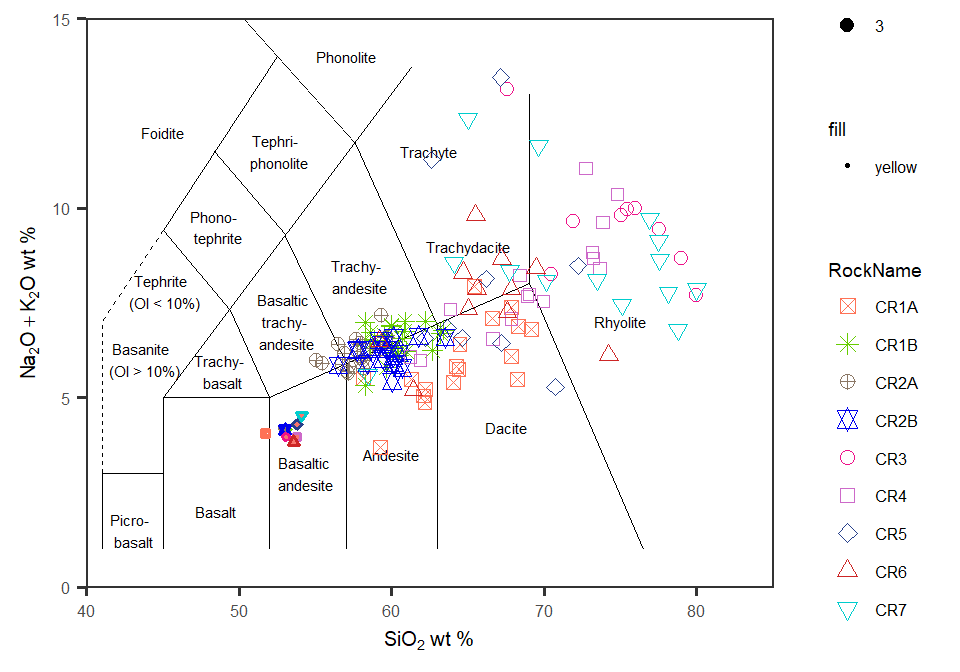 15
10
5
0
40
50
60
70
80
Na₂O + K₂O wt %
SiO₂ wt %
Phonolite
Foidite
Tephri-
phonolite
Trachyte
Phono-
tephrite
Trachydacite
Trachy-
andesite
Tephrite
(Ol < 10%)
Basaltic
trachy-
andesite
Rhyolite
Basanite
(Ol > 10%)
Trachy-
basalt
Dacite
Andesite
Basaltic
andesite
Basalt
Picro-
basalt
3
fill
yellow
RockName
CR1A
CR1B
CR2A
CR2B
CR3
CR4
CR5
CR6
CR7